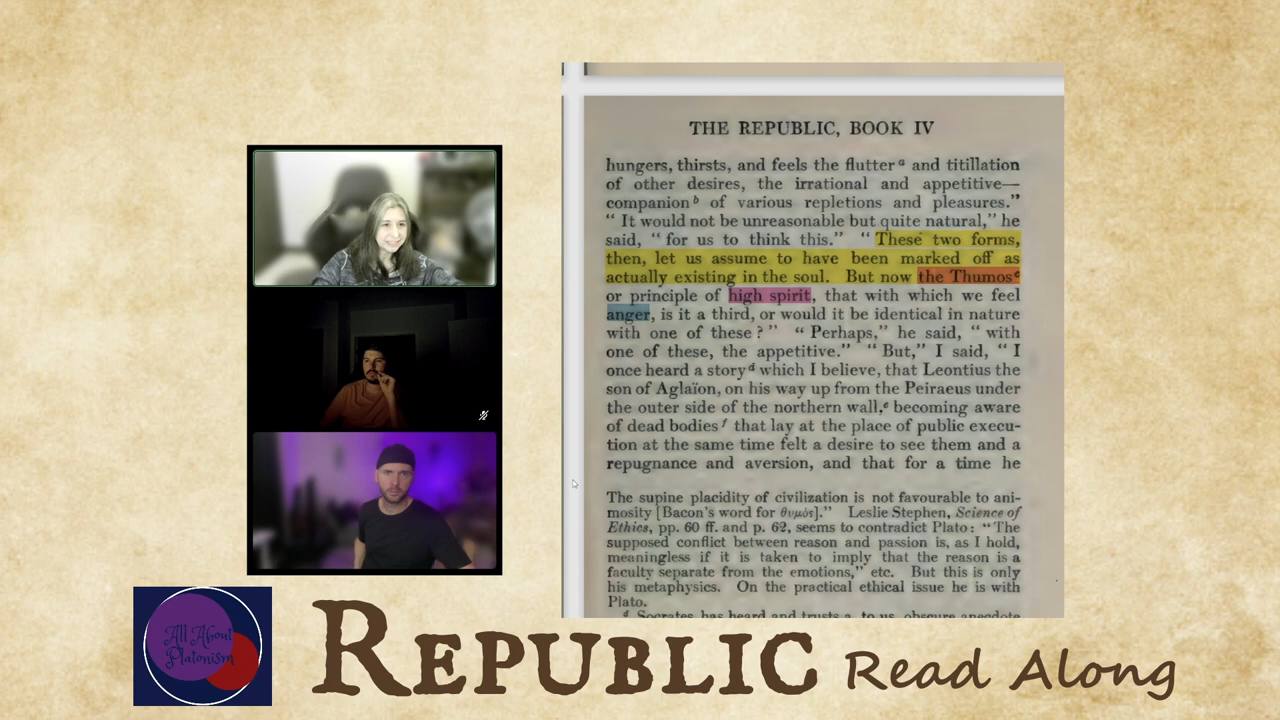 THE REPUBLIC, BOOK IV
hungers, thirsts, and feels the flutter ᵃ and titillation
of other desires, the irrational and appetitive—
companion ᵇ of various repletions and pleasures.”
“ It would not be unreasonable but quite natural,” he
said, “ for us to think this.” “ These two forms,
then, let us assume to have been marked off as
actually existing in the soul. But now the Thumos ᶜ
or principle of high spirit, that with which we feel
anger, is it a third, or would it be identical in nature
with one of these ? ” “ Perhaps,” he said, “ with
one of these, the appetitive.” “ But,” I said, “ I
once heard a story ᵈ which I believe, that Leontius the
son of Aglaïon, on his way up from the Peiraeus under
the outer side of the northern wall,ᵉ becoming aware
of dead bodies ᶠ that lay at the place of public execu-
tion at the same time felt a desire to see them and a
repugnance and aversion, and that for a time he
The supine placidity of civilization is not favourable to ani-
mosity [Bacon's word for θυμός].” Leslie Stephen, Science of
Ethics, pp. 60 ff. and p. 62, seems to contradict Plato : “ The
supposed conflict between reason and passion is, as I hold,
meaningless if it is taken to imply that the reason is a
faculty separate from the emotions,” etc. But this is only
his metaphysics. On the practical ethical issue he is with
Plato.
ᵈ Socrates has heard and trusts a, to us, obscure anecdote
All About
Platonism
REPUBLIC Read Along